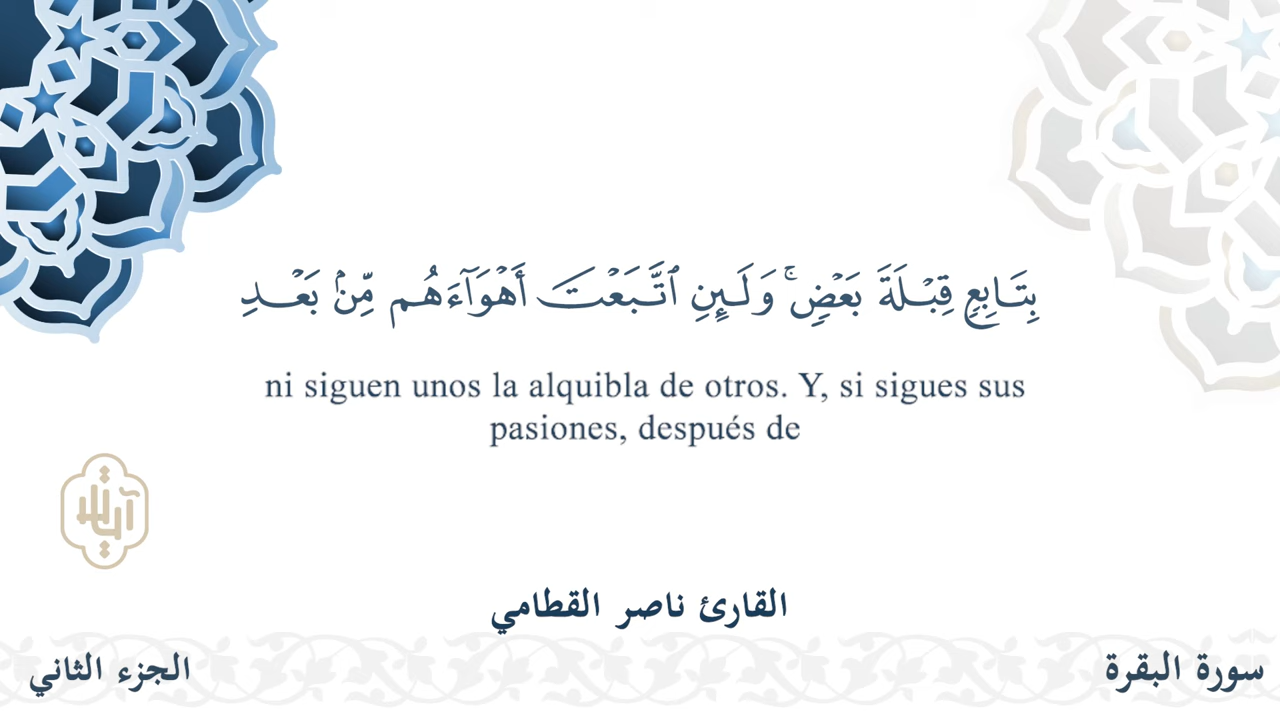 بِتَابِعٍ قِبْلَةَ بَعْضٍ ۚ وَلَئِنِ ٱتَّبَعْتَ أَهْوَآءَهُم مِّنۢ بَعْدِ
ni siguen unos la alquibla de otros. Y, si sigues sus
pasiones, después de
القارئ ناصر القطامي
سورة البقرة
الجزء الثاني